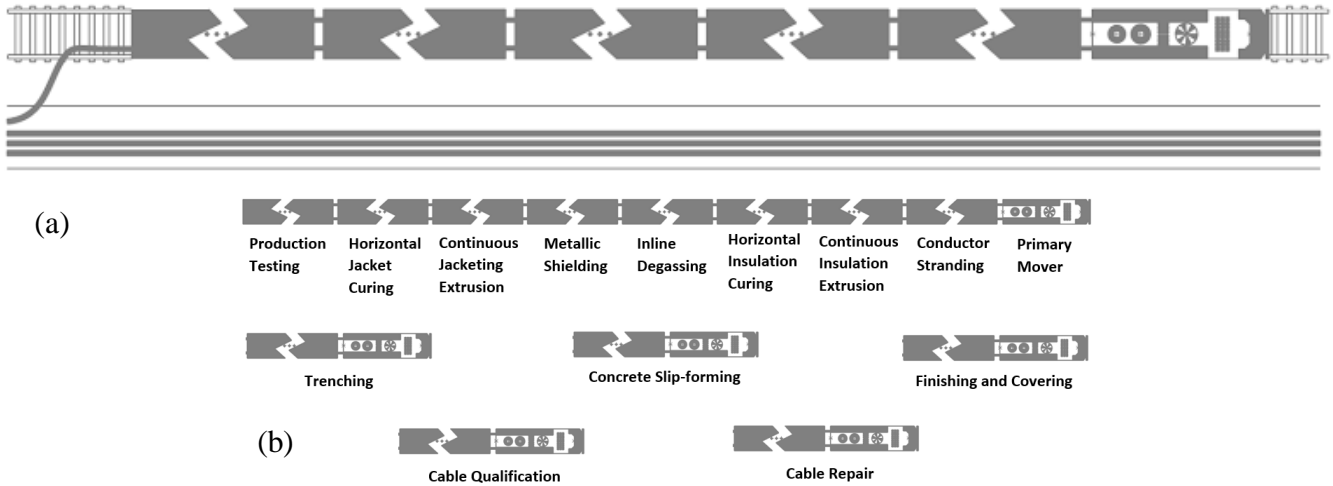 (a)
Production Testing
Horizontal Jacket Curing
Continuous Jacketing Extrusion
Metallic Shielding
Inline Degassing
Horizontal Insulation Curing
Continuous Insulation Extrusion
Conductor Stranding
Primary Mover
Trenching
Concrete Slip-forming
Finishing and Covering
(b)
Cable Qualification
Cable Repair